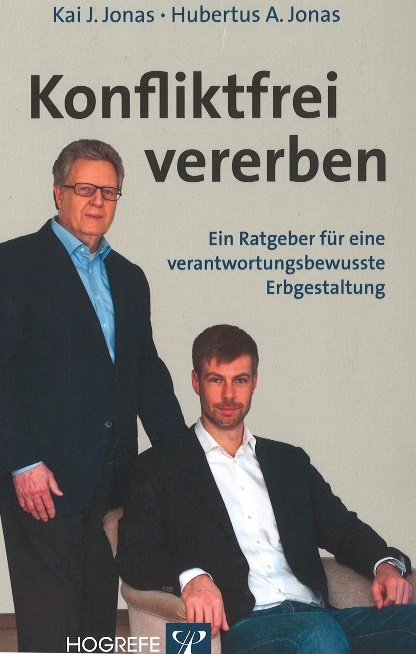 Kai J. Jonas · Hubertus A. Jonas
Konfliktfrei
vererben
Ein Ratgeber für eine
verantwortungsbewusste
Erbgestaltung
HOGREFE